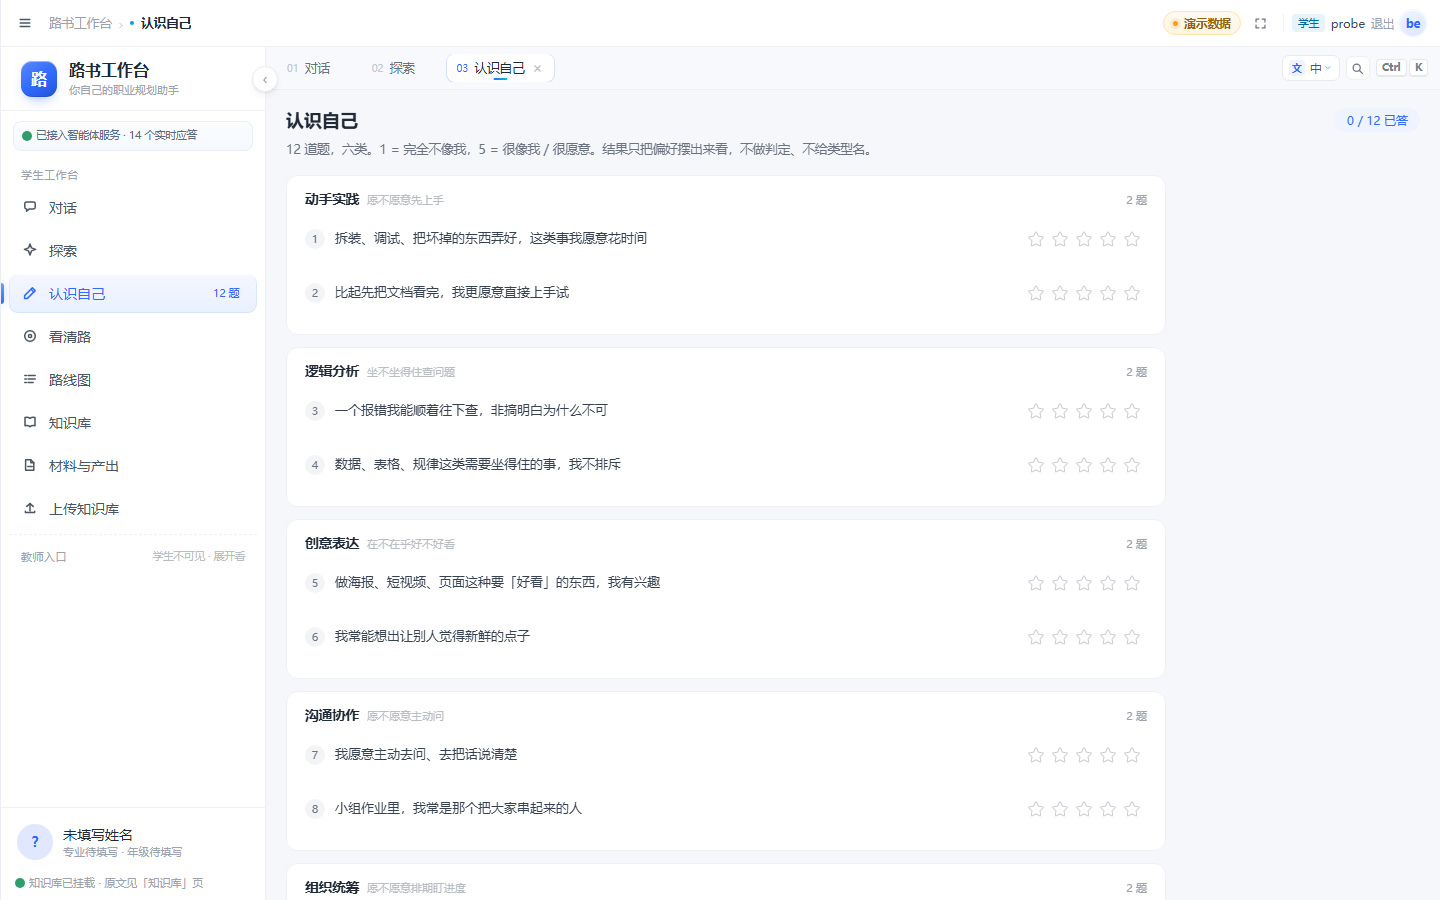 路书工作台 › • 认识自己
演示数据
学生 probe 退出 be
路 路书工作台
你自己的职业规划助手
已接入智能体服务 · 14 个实时应答
学生工作台
对话
探索
认识自己 12 题
看清路
路线图
知识库
材料与产出
上传知识库
教师入口 学生不可见 · 展开看
? 未填写姓名
专业待填写 · 年级待填写
知识库已挂载 · 原文见「知识库」页
01 对话 02 探索 03 认识自己 ×
文 中 Ctrl K
认识自己 0 / 12 已答
12 道题，六类。1 = 完全不像我，5 = 很像我 / 很愿意。结果只把偏好摆出来看，不做判定、不给类型名。
动手实践 愿不愿意先上手 2 题
1 拆装、调试、把坏掉的东西弄好，这类事我愿意花时间
2 比起先把文档看完，我更愿意直接上手试
逻辑分析 坐不坐得住查问题 2 题
3 一个报错我能顺着往下查，非搞明白为什么不可
4 数据、表格、规律这类需要坐得住的事，我不排斥
创意表达 在不在乎好不好看 2 题
5 做海报、短视频、页面这种要「好看」的东西，我有兴趣
6 我常能想出让别人觉得新鲜的点子
沟通协作 愿不愿意主动问 2 题
7 我愿意主动去问、去把话说清楚
8 小组作业里，我常是那个把大家串起来的人
组织统筹 愿不愿意排期盯进度 2 题